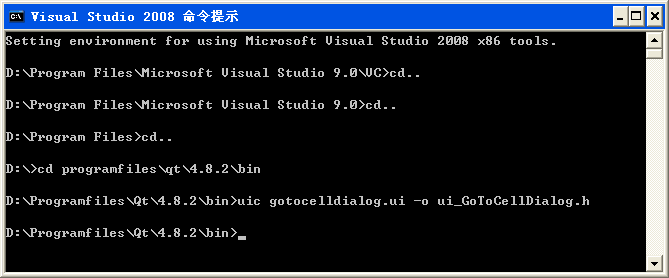 Visual Studio 2008 命令提示
Setting environment for using Microsoft Visual Studio 2008 x86 tools.
D:\Program Files\Microsoft Visual Studio 9.0\VC>cd..
D:\Program Files\Microsoft Visual Studio 9.0>cd..
D:\Program Files>cd..
D:\>cd programfiles\qt\4.8.2\bin
D:\Programfiles\Qt\4.8.2\bin>uic gotocelldialog.ui -o ui_GoToCellDialog.h
D:\Programfiles\Qt\4.8.2\bin>